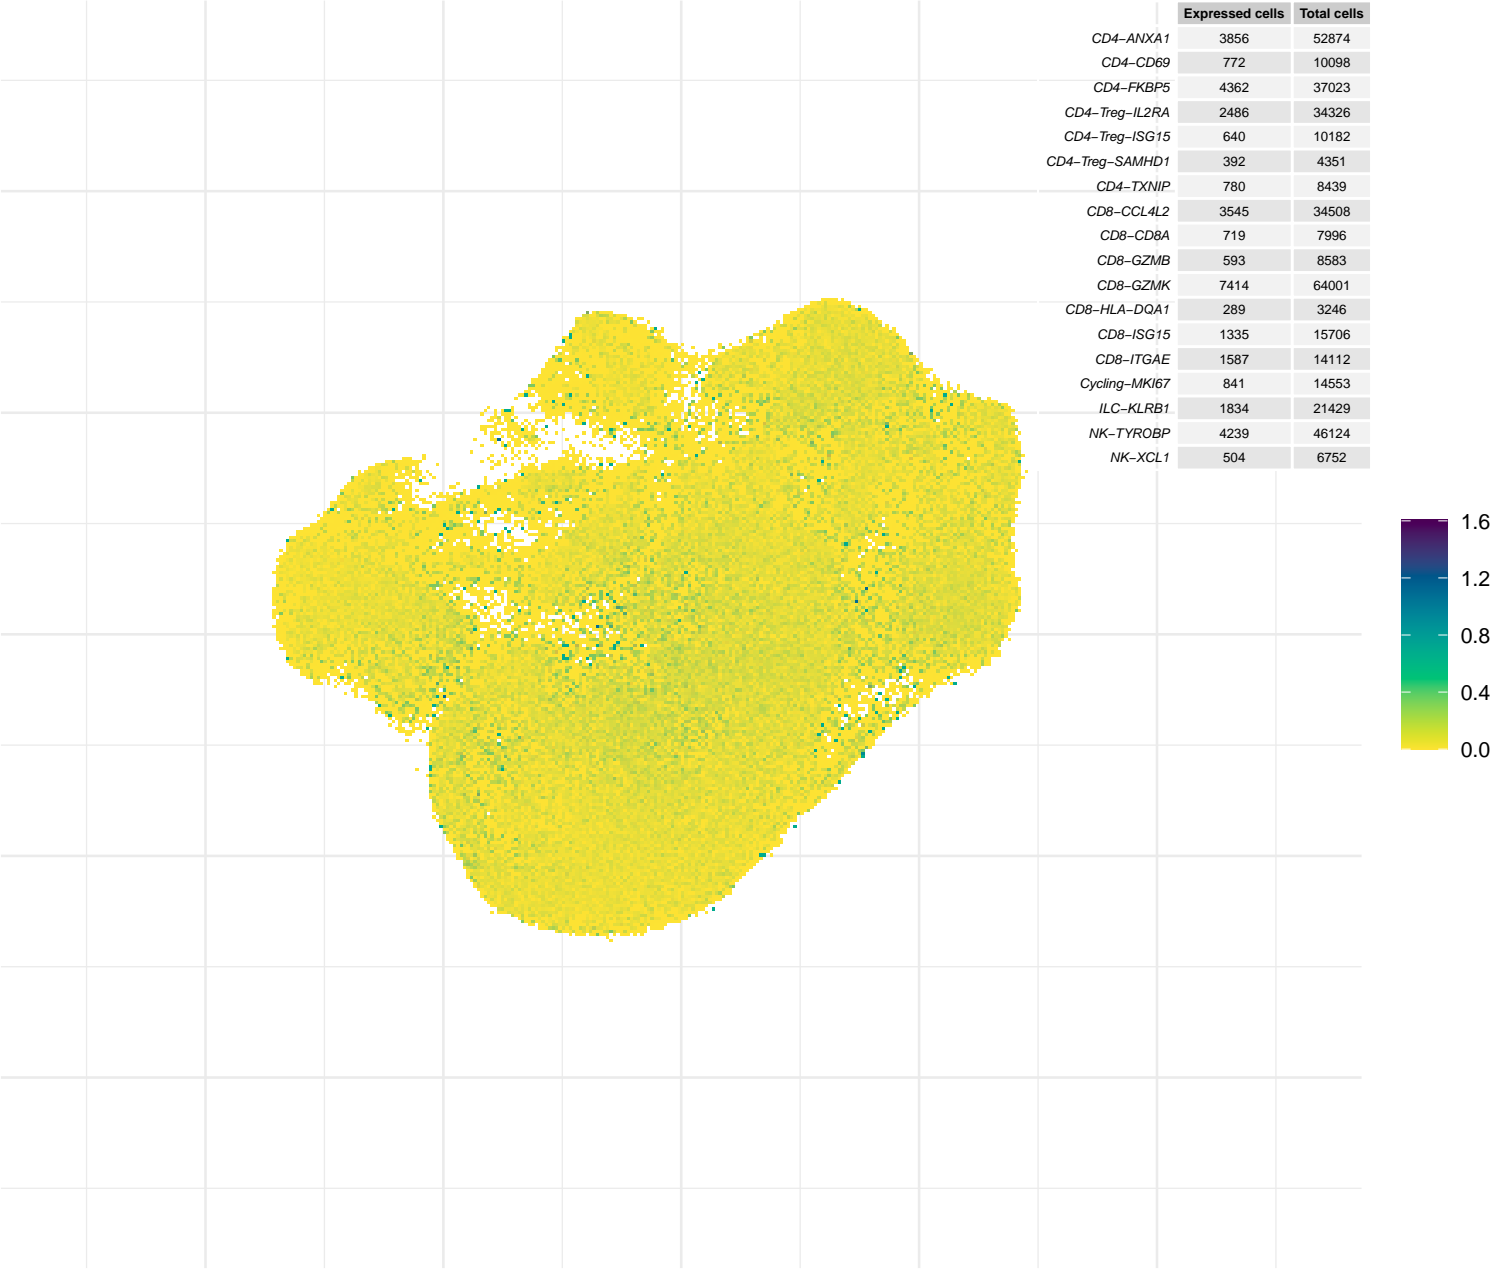 Expressed cells Total cells
CD4−ANXA1 3856 52874
CD4−CD69 772 10098
CD4−FKBP5 4362 37023
CD4−Treg−IL2RA 2486 34326
CD4−Treg−ISG15 640 10182
CD4−Treg−SAMHD1 392 4351
CD4−TXNIP 780 8439
CD8−CCL4L2 3545 34508
CD8−CD8A 719 7996
CD8−GZMB 593 8583
CD8−GZMK 7414 64001
CD8−HLA−DQA1 289 3246
CD8−ISG15 1335 15706
CD8−ITGAE 1587 14112
Cycling−MKI67 841 14553
ILC−KLRB1 1834 21429
NK−TYROBP 4239 46124
NK−XCL1 504 6752
1.6
1.2
0.8
0.4
0.0